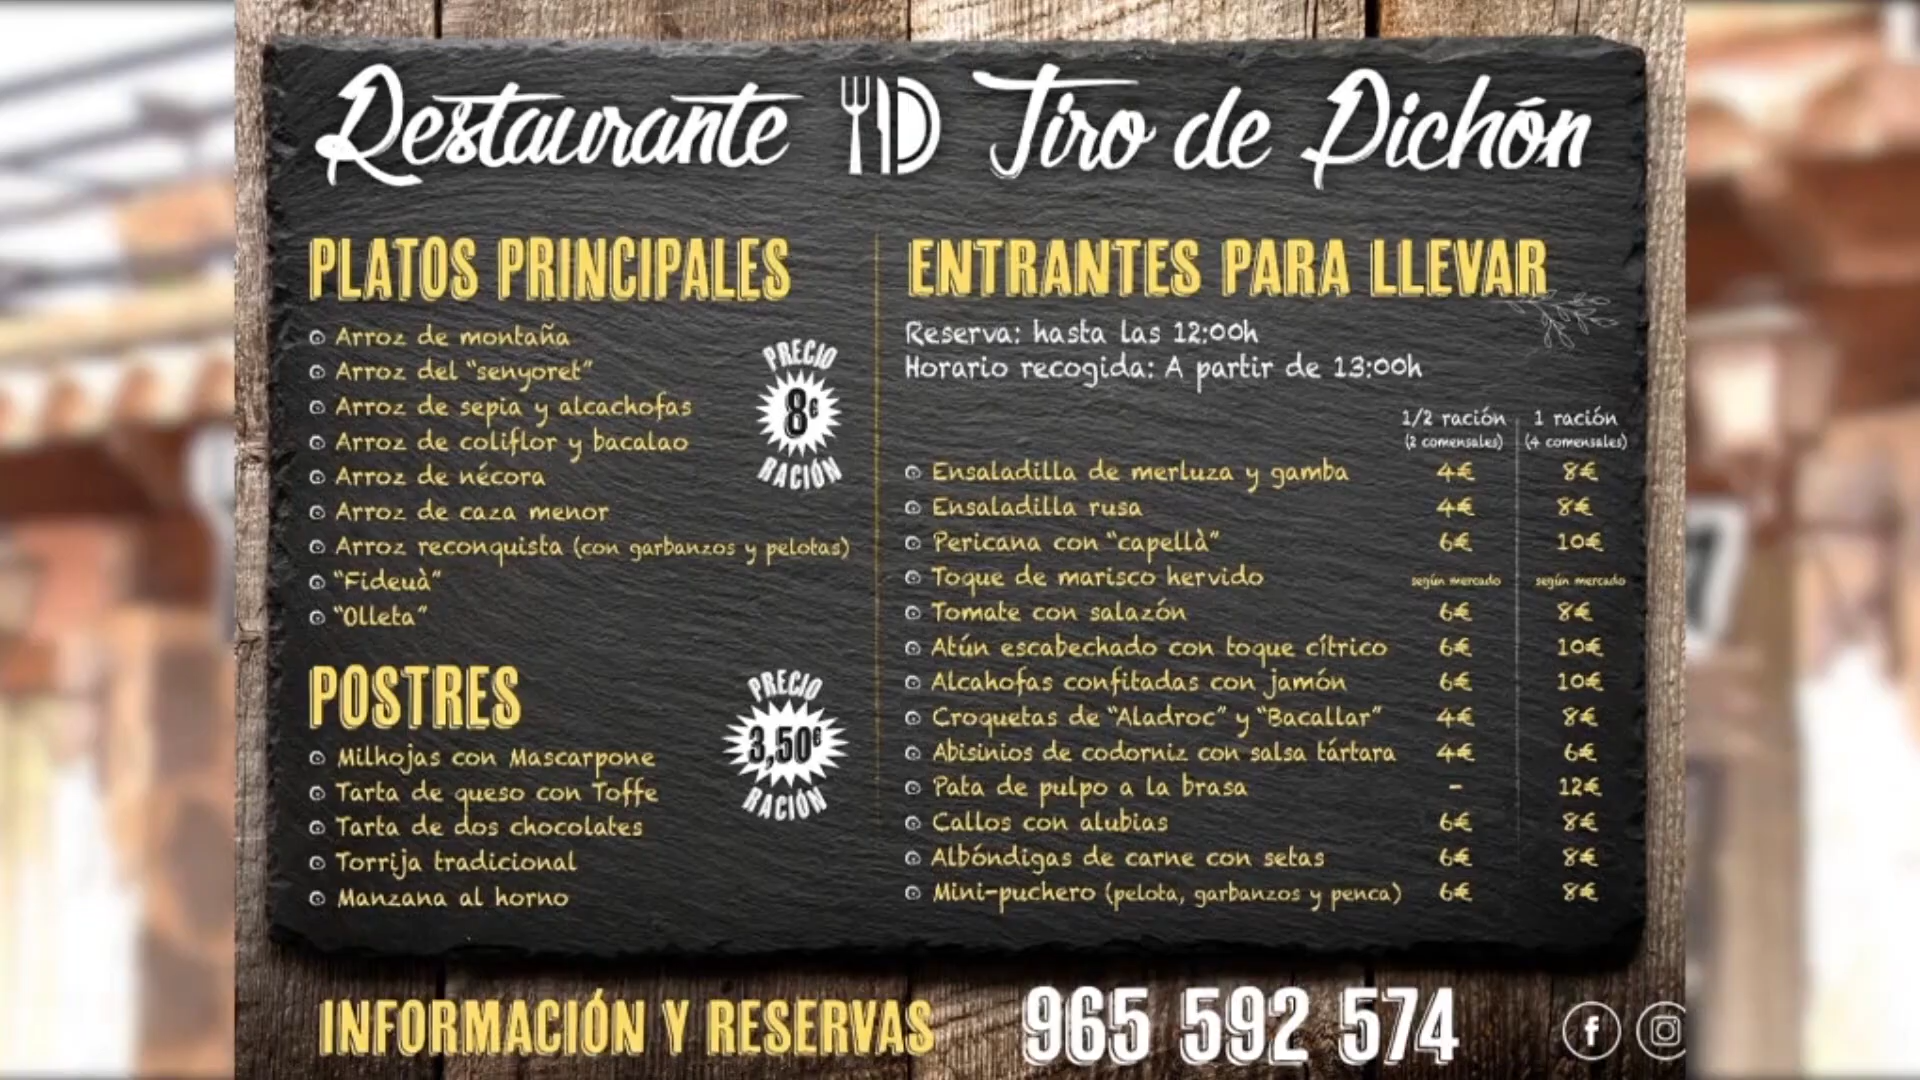 Restaurante Tiro de Pichón
PLATOS PRINCIPALES
Arroz de montaña
Arroz del "senyoret"
Arroz de sepia y alcachofas
Arroz de coliflor y bacalao
Arroz de nécora
Arroz de caza menor
Arroz reconquista (con garbanzos y pelotas)
"Fideuà"
"Olleta"
PRECIO
8€
RACIÓN
POSTRES
Milhojas con Mascarpone
Tarta de queso con Toffe
Tarta de dos chocolates
Torrija tradicional
Manzana al horno
PRECIO
3,50€
RACIÓN
ENTRANTES PARA LLEVAR
Reserva: hasta las 12:00h
Horario recogida: A partir de 13:00h
1/2 ración 1 ración
(2 comensales) (4 comensales)
Ensaladilla de merluza y gamba 4€ 8€
Ensaladilla rusa 4€ 8€
Pericana con "capellà" 6€ 10€
Toque de marisco hervido según mercado según mercado
Tomate con salazón 6€ 8€
Atún escabechado con toque cítrico 6€ 10€
Alcahofas confitadas con jamón 6€ 10€
Croquetas de "Aladroc" y "Bacallar" 4€ 8€
Abisinios de codorniz con salsa tártara 4€ 6€
Pata de pulpo a la brasa - 12€
Callos con alubias 6€ 8€
Albóndigas de carne con setas 6€ 8€
Mini-puchero (pelota, garbanzos y penca) 6€ 8€
INFORMACIÓN Y RESERVAS 965 592 574